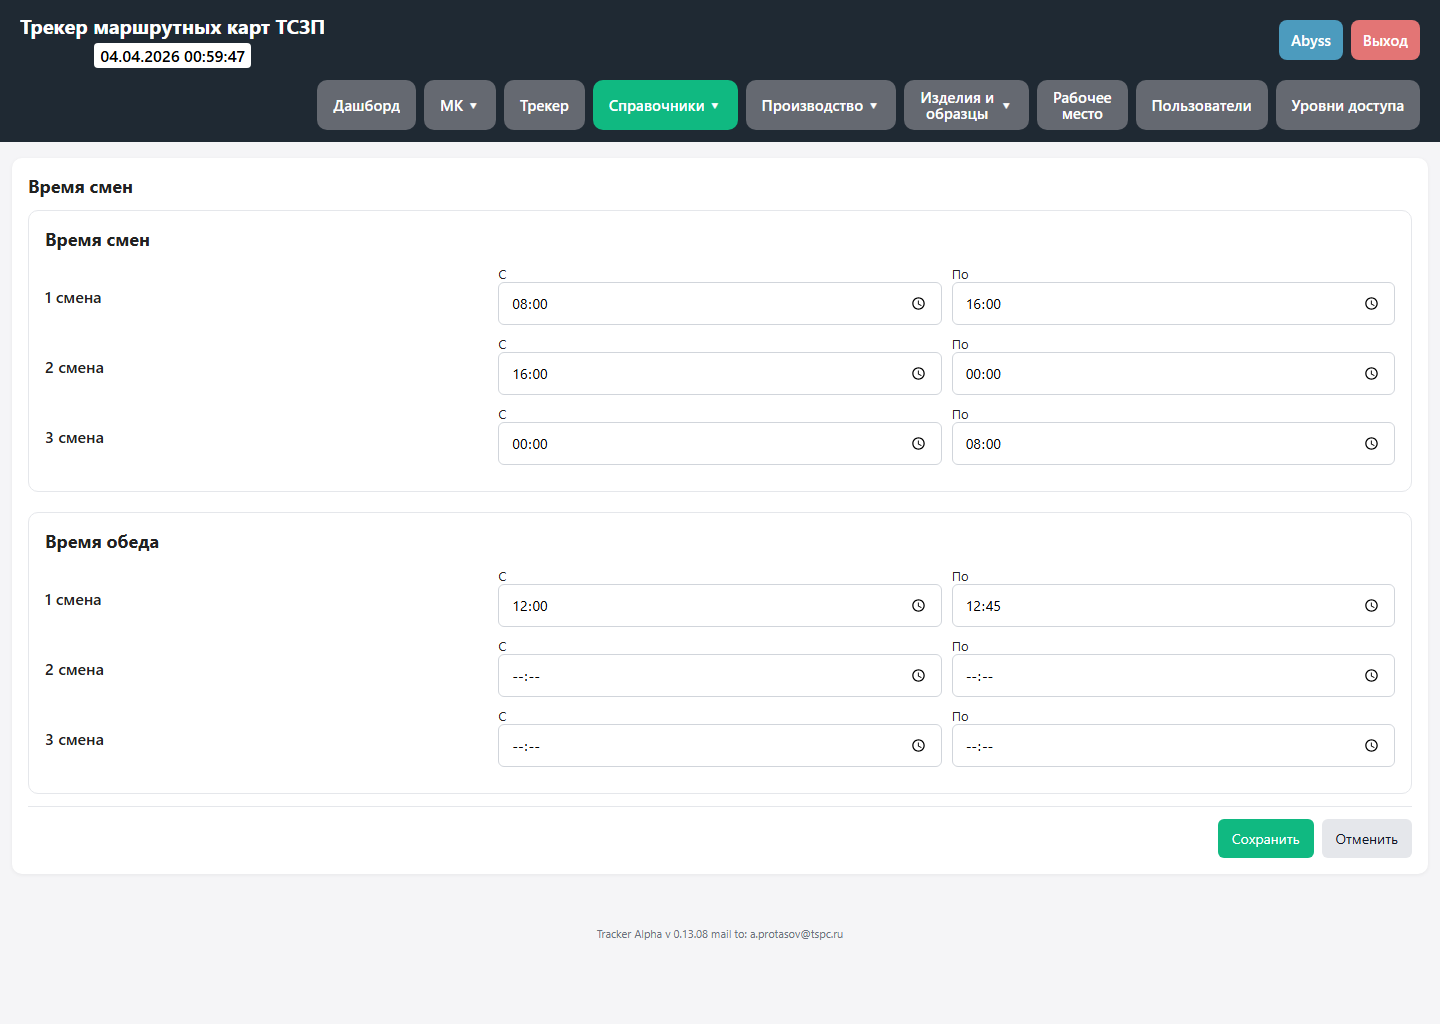 Трекер маршрутных карт ТСЗП
04.04.2026 00:59:47
Abyss
Выход
Дашборд
МК ▼
Трекер
Справочники ▼
Производство ▼
Изделия и
образцы ▼
Рабочее
место
Пользователи
Уровни доступа
Время смен
Время смен
1 смена
С
08:00
По
16:00
2 смена
С
16:00
По
00:00
3 смена
С
00:00
По
08:00
Время обеда
1 смена
С
12:00
По
12:45
2 смена
С
--:--
По
--:--
3 смена
С
--:--
По
--:--
Сохранить
Отменить
Tracker Alpha v 0.13.08 mail to: a.protasov@tspc.ru